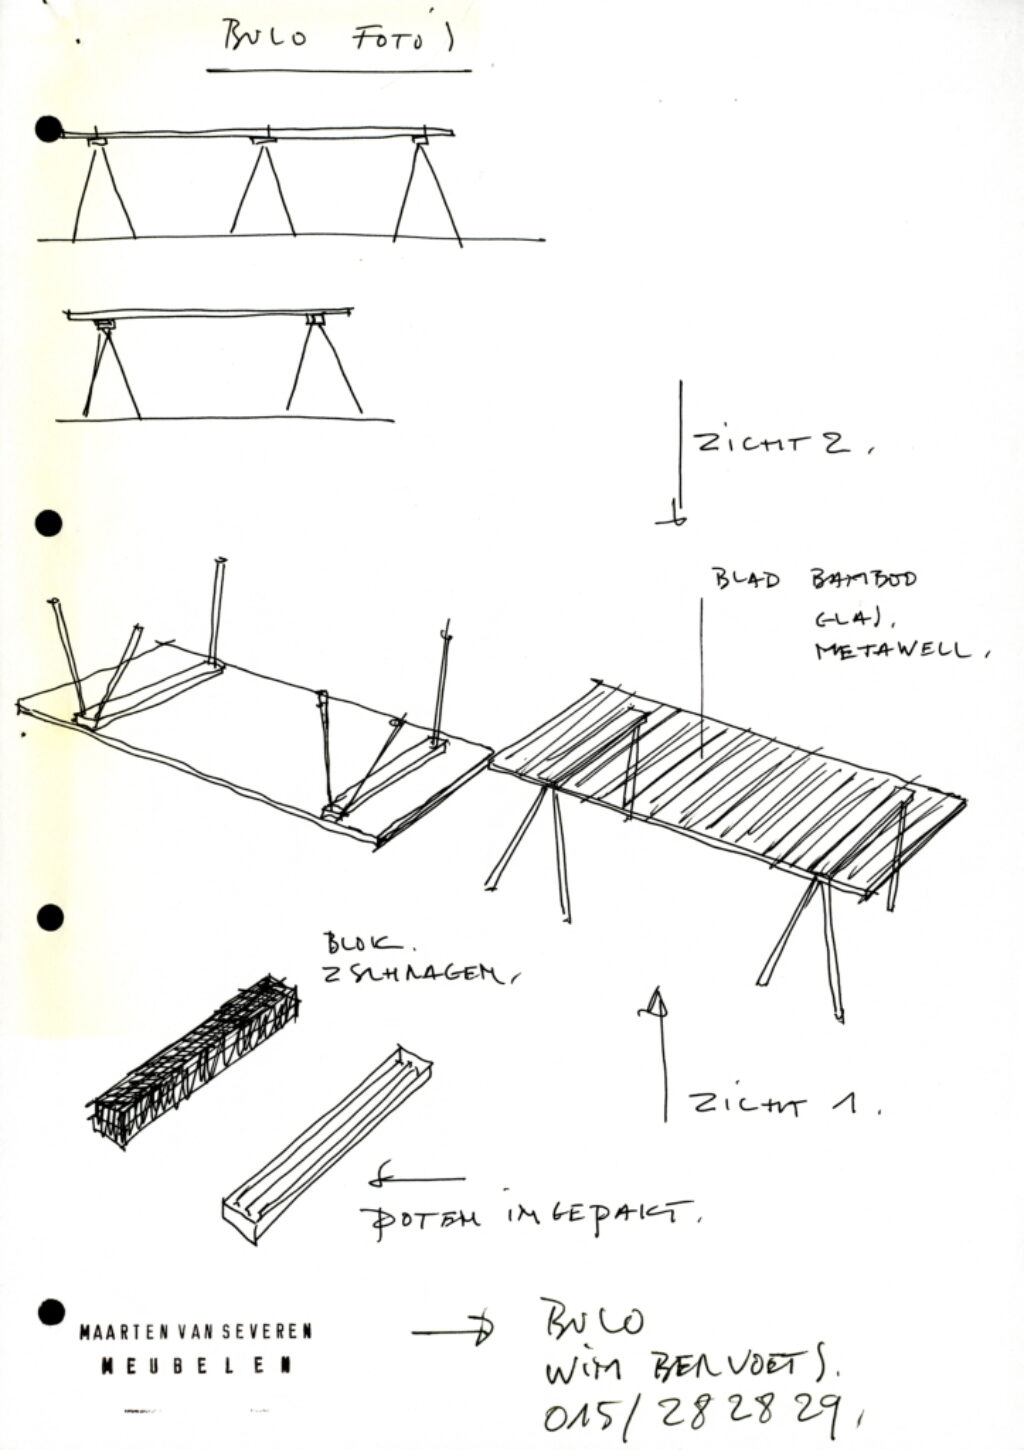 BULO FOTO'S
ZICHT 2.
BLAD BAMBOO
GLAS.
METAWELL.
BLOK.
2 SCHRAGEN.
ZICHT 1.
POTEN INGEPAKT.
MAARTEN VAN SEVEREN
MEUBELEN
BULO
WIM BERVOETS.
015/28 28 29.